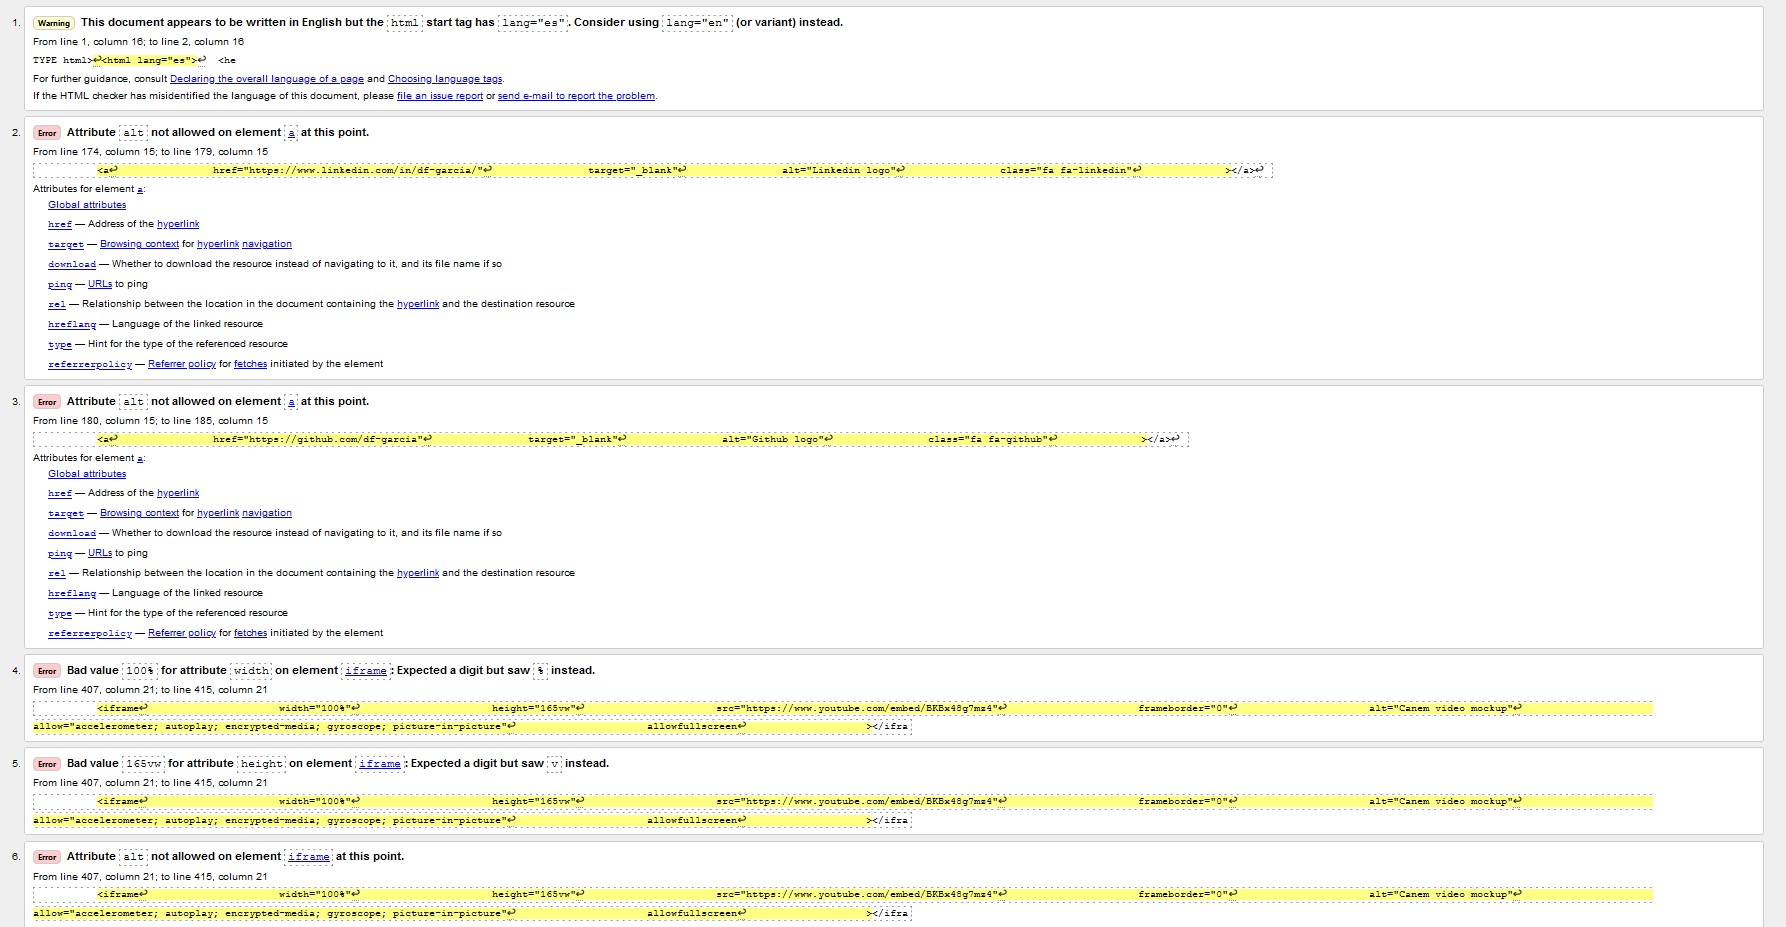 1. Warning This document appears to be written in English but the html start tag has lang="es". Consider using lang="en" (or variant) instead.
From line 1, column 16; to line 2, column 16
TYPE html>↩<html lang="es">↩ <he
For further guidance, consult Declaring the overall language of a page and Choosing language tags.
If the HTML checker has misidentified the language of this document, please file an issue report or send e-mail to report the problem.
2. Error Attribute alt not allowed on element a at this point.
From line 174, column 15; to line 179, column 15
<a↩ href="https://www.linkedin.com/in/df-garcia/"↩ target="_blank"↩ alt="Linkedin logo"↩ class="fa fa-linkedin"↩ ></a>↩
Attributes for element a:
Global attributes
href — Address of the hyperlink
target — Browsing context for hyperlink navigation
download — Whether to download the resource instead of navigating to it, and its file name if so
ping — URLs to ping
rel — Relationship between the location in the document containing the hyperlink and the destination resource
hreflang — Language of the linked resource
type — Hint for the type of the referenced resource
referrerpolicy — Referrer policy for fetches initiated by the element
3. Error Attribute alt not allowed on element a at this point.
From line 180, column 15; to line 185, column 15
<a↩ href="https://github.com/df-garcia"↩ target="_blank"↩ alt="Github logo"↩ class="fa fa-github"↩ ></a>↩
Attributes for element a:
Global attributes
href — Address of the hyperlink
target — Browsing context for hyperlink navigation
download — Whether to download the resource instead of navigating to it, and its file name if so
ping — URLs to ping
rel — Relationship between the location in the document containing the hyperlink and the destination resource
hreflang — Language of the linked resource
type — Hint for the type of the referenced resource
referrerpolicy — Referrer policy for fetches initiated by the element
4. Error Bad value 100% for attribute width on element iframe: Expected a digit but saw % instead.
From line 407, column 21; to line 415, column 21
<iframe↩ width="100%"↩ height="165vw"↩ src="https://www.youtube.com/embed/BKBx48g7mz4"↩ frameborder="0"↩ alt="Canem video mockup"↩
allow="accelerometer; autoplay; encrypted-media; gyroscope; picture-in-picture"↩ allowfullscreen↩ ></ifra
5. Error Bad value 165vw for attribute height on element iframe: Expected a digit but saw v instead.
From line 407, column 21; to line 415, column 21
<iframe↩ width="100%"↩ height="165vw"↩ src="https://www.youtube.com/embed/BKBx48g7mz4"↩ frameborder="0"↩ alt="Canem video mockup"↩
allow="accelerometer; autoplay; encrypted-media; gyroscope; picture-in-picture"↩ allowfullscreen↩ ></ifra
6. Error Attribute alt not allowed on element iframe at this point.
From line 407, column 21; to line 415, column 21
<iframe↩ width="100%"↩ height="165vw"↩ src="https://www.youtube.com/embed/BKBx48g7mz4"↩ frameborder="0"↩ alt="Canem video mockup"↩
allow="accelerometer; autoplay; encrypted-media; gyroscope; picture-in-picture"↩ allowfullscreen↩ ></ifra